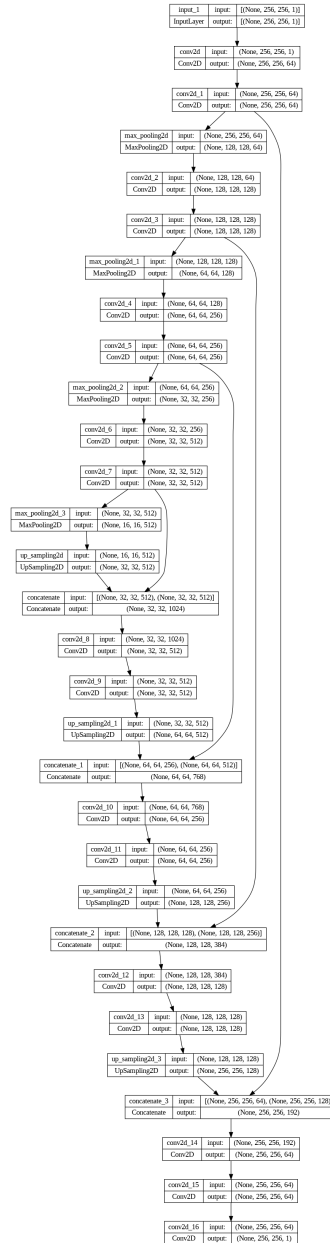 input_1 input: [(None, 256, 256, 1)]
InputLayer output: [(None, 256, 256, 1)]
conv2d input: (None, 256, 256, 1)
Conv2D output: (None, 256, 256, 64)
conv2d_1 input: (None, 256, 256, 64)
Conv2D output: (None, 256, 256, 64)
max_pooling2d input: (None, 256, 256, 64)
MaxPooling2D output: (None, 128, 128, 64)
conv2d_2 input: (None, 128, 128, 64)
Conv2D output: (None, 128, 128, 128)
conv2d_3 input: (None, 128, 128, 128)
Conv2D output: (None, 128, 128, 128)
max_pooling2d_1 input: (None, 128, 128, 128)
MaxPooling2D output: (None, 64, 64, 128)
conv2d_4 input: (None, 64, 64, 128)
Conv2D output: (None, 64, 64, 256)
conv2d_5 input: (None, 64, 64, 256)
Conv2D output: (None, 64, 64, 256)
max_pooling2d_2 input: (None, 64, 64, 256)
MaxPooling2D output: (None, 32, 32, 256)
conv2d_6 input: (None, 32, 32, 256)
Conv2D output: (None, 32, 32, 512)
conv2d_7 input: (None, 32, 32, 512)
Conv2D output: (None, 32, 32, 512)
max_pooling2d_3 input: (None, 32, 32, 512)
MaxPooling2D output: (None, 16, 16, 512)
up_sampling2d input: (None, 16, 16, 512)
UpSampling2D output: (None, 32, 32, 512)
concatenate input: [(None, 32, 32, 512), (None, 32, 32, 512)]
Concatenate output: (None, 32, 32, 1024)
conv2d_8 input: (None, 32, 32, 1024)
Conv2D output: (None, 32, 32, 512)
conv2d_9 input: (None, 32, 32, 512)
Conv2D output: (None, 32, 32, 512)
up_sampling2d_1 input: (None, 32, 32, 512)
UpSampling2D output: (None, 64, 64, 512)
concatenate_1 input: [(None, 64, 64, 256), (None, 64, 64, 512)]
Concatenate output: (None, 64, 64, 768)
conv2d_10 input: (None, 64, 64, 768)
Conv2D output: (None, 64, 64, 256)
conv2d_11 input: (None, 64, 64, 256)
Conv2D output: (None, 64, 64, 256)
up_sampling2d_2 input: (None, 64, 64, 256)
UpSampling2D output: (None, 128, 128, 256)
concatenate_2 input: [(None, 128, 128, 128), (None, 128, 128, 256)]
Concatenate output: (None, 128, 128, 384)
conv2d_12 input: (None, 128, 128, 384)
Conv2D output: (None, 128, 128, 128)
conv2d_13 input: (None, 128, 128, 128)
Conv2D output: (None, 128, 128, 128)
up_sampling2d_3 input: (None, 128, 128, 128)
UpSampling2D output: (None, 256, 256, 128)
concatenate_3 input: [(None, 256, 256, 64), (None, 256, 256, 128)
Concatenate output: (None, 256, 256, 192)
conv2d_14 input: (None, 256, 256, 192)
Conv2D output: (None, 256, 256, 64)
conv2d_15 input: (None, 256, 256, 64)
Conv2D output: (None, 256, 256, 64)
conv2d_16 input: (None, 256, 256, 64)
Conv2D output: (None, 256, 256, 1)